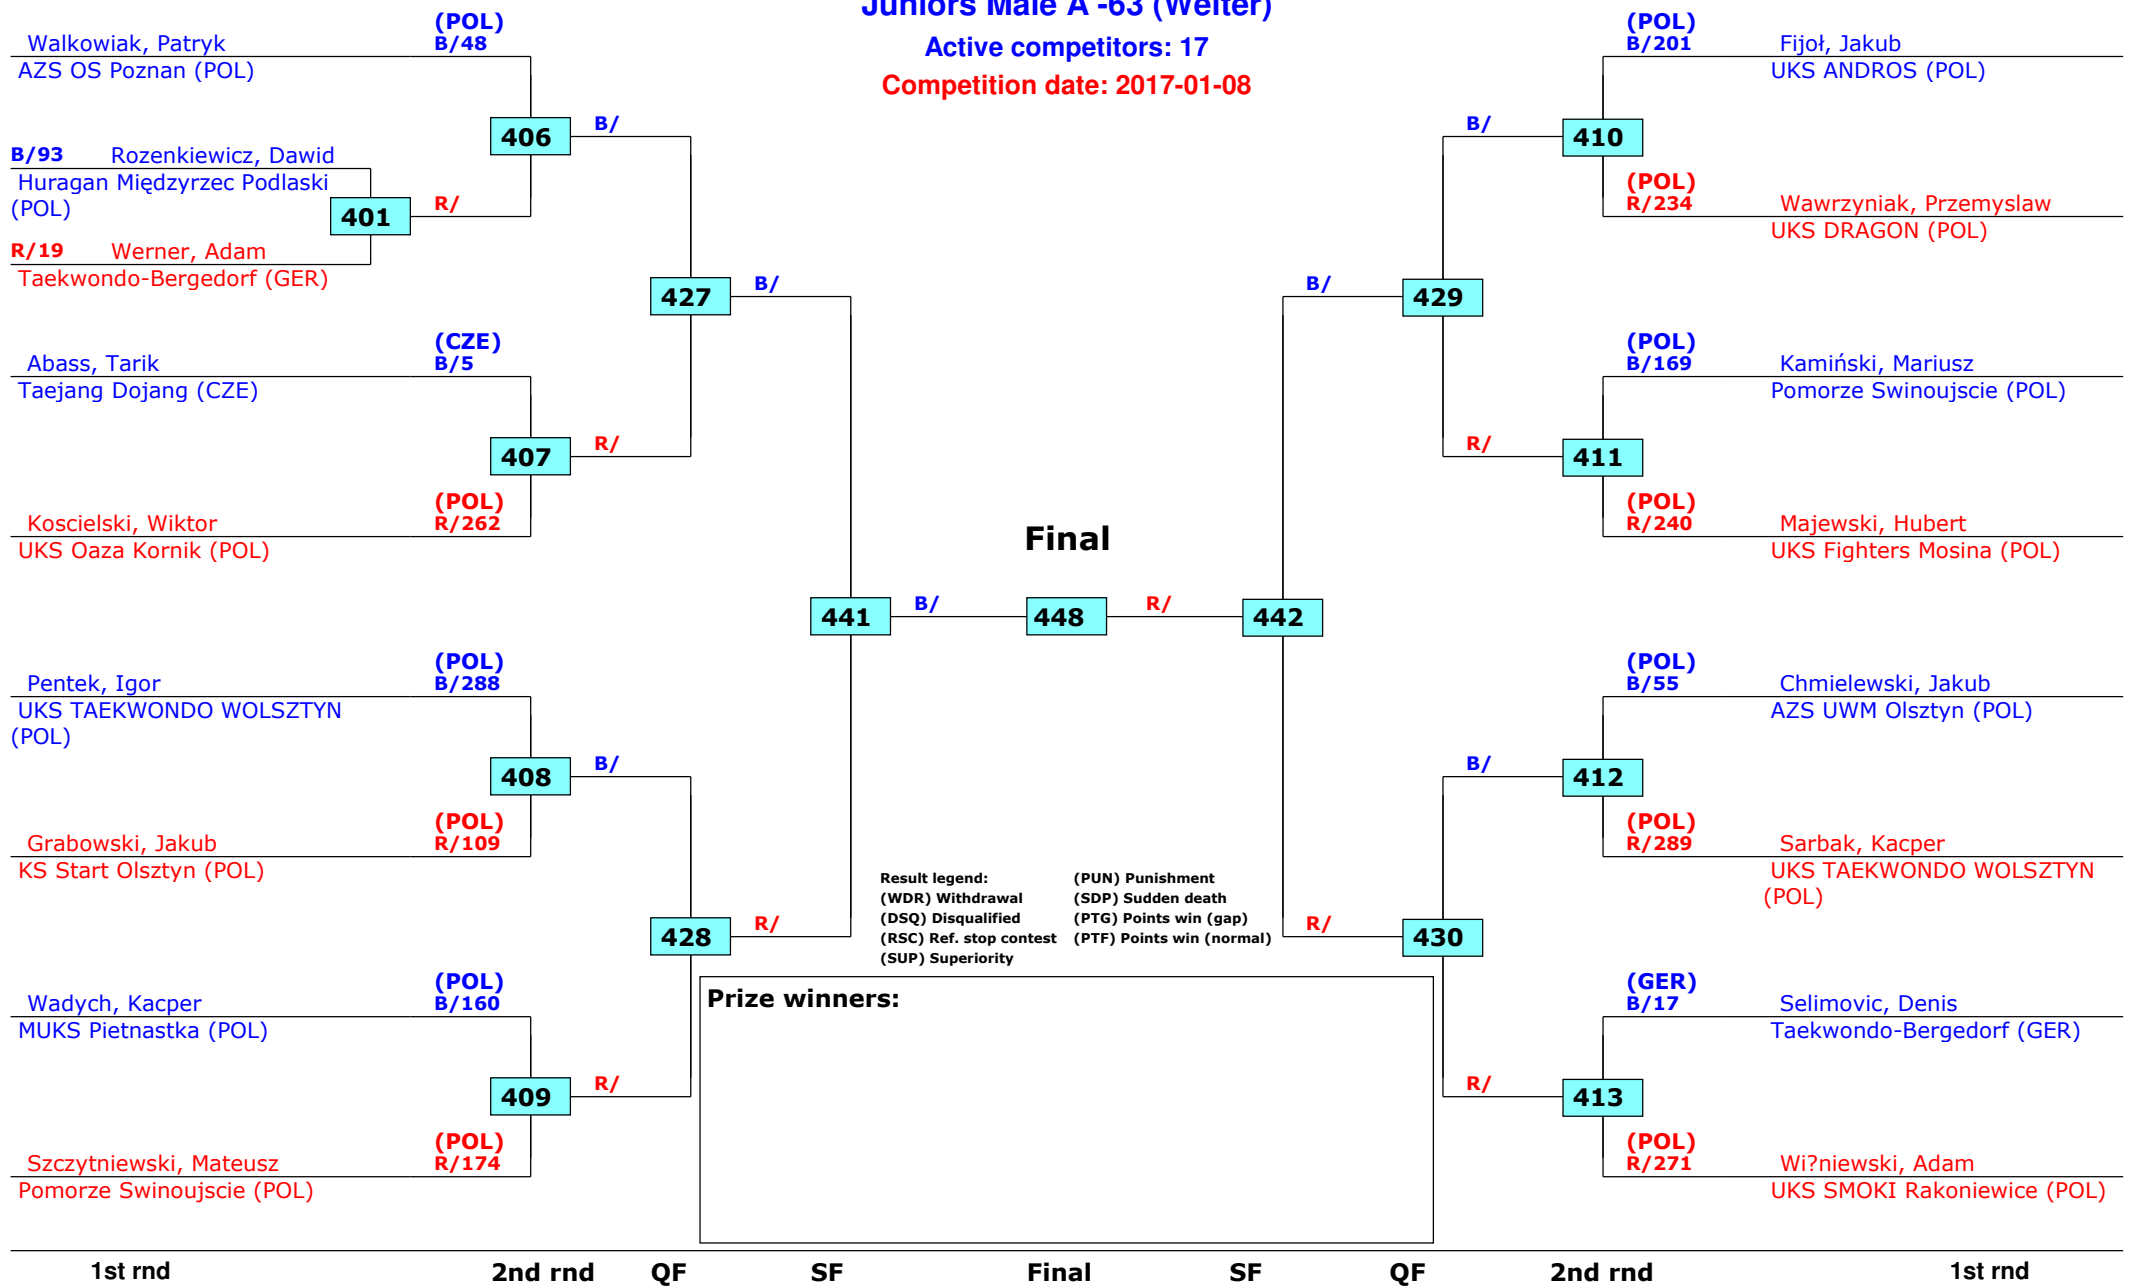 Juniors Male A -63 (Welter)
Active competitors: 17
Competition date: 2017-01-08
(POL)
Walkowiak, Patryk B/48
AZS OS Poznan (POL)
406
B/
B/93 Rozenkiewicz, Dawid
Huragan Międzyrzec Podlaski
(POL)
401
R/
R/19 Werner, Adam
Taekwondo-Bergedorf (GER)
427
B/
(CZE)
Abass, Tarik B/5
Taejang Dojang (CZE)
407
R/
(POL)
Koscielski, Wiktor R/262
UKS Oaza Kornik (POL)
441
B/
(POL)
Pentek, Igor B/288
UKS TAEKWONDO WOLSZTYN
(POL)
408
B/
(POL)
Grabowski, Jakub R/109
KS Start Olsztyn (POL)
428
R/
(POL)
Wadych, Kacper B/160
MUKS Pietnastka (POL)
409
R/
(POL)
Szczytniewski, Mateusz R/174
Pomorze Swinoujscie (POL)
Final
448
R/
442
(POL)
B/201 Fijoł, Jakub
UKS ANDROS (POL)
B/
410
(POL)
R/234 Wawrzyniak, Przemyslaw
UKS DRAGON (POL)
B/
429
(POL)
B/169 Kamiński, Mariusz
Pomorze Swinoujscie (POL)
R/
411
(POL)
R/240 Majewski, Hubert
UKS Fighters Mosina (POL)
(POL)
B/55 Chmielewski, Jakub
AZS UWM Olsztyn (POL)
B/
412
(POL)
R/289 Sarbak, Kacper
UKS TAEKWONDO WOLSZTYN
(POL)
R/
430
(GER)
B/17 Selimovic, Denis
Taekwondo-Bergedorf (GER)
R/
413
(POL)
R/271 Wi?niewski, Adam
UKS SMOKI Rakoniewice (POL)
Result legend: (PUN) Punishment
(WDR) Withdrawal (SDP) Sudden death
(DSQ) Disqualified (PTG) Points win (gap)
(RSC) Ref. stop contest (PTF) Points win (normal)
(SUP) Superiority
Prize winners:
1st rnd 2nd rnd QF SF Final SF QF 2nd rnd 1st rnd